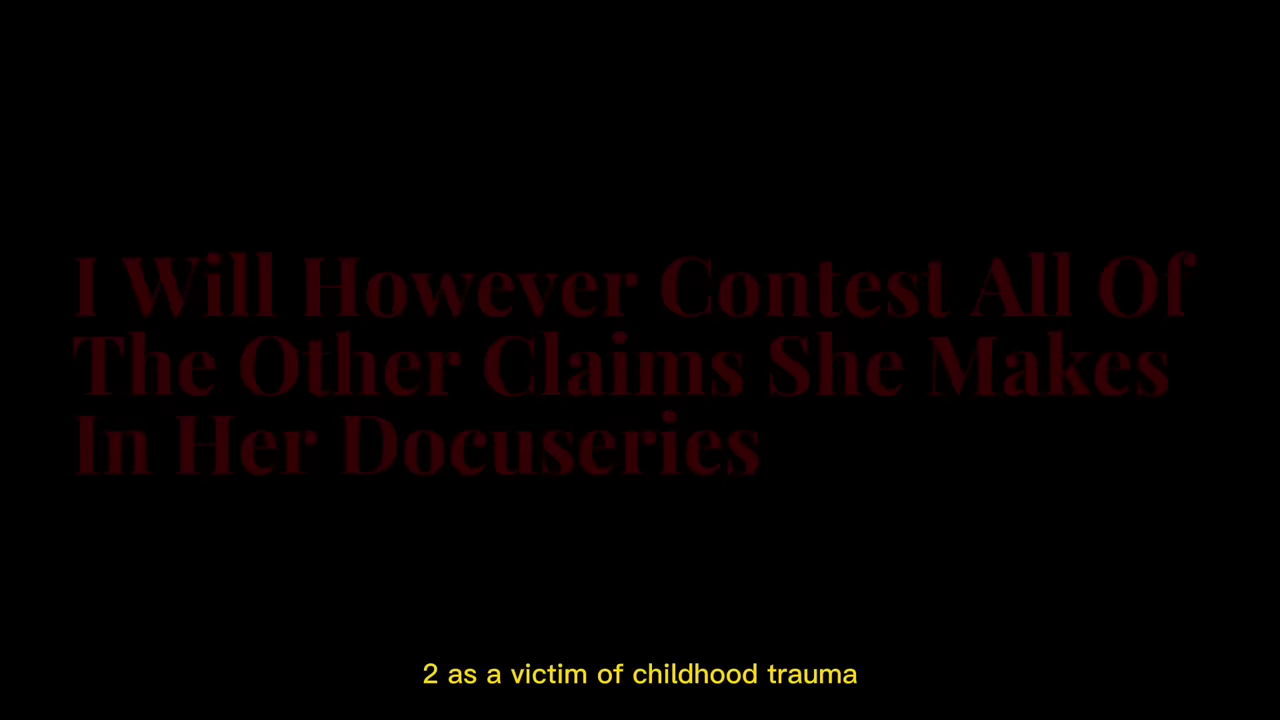 I Will However Contest All Of
The Other Claims She Makes
In Her Docuseries
2 as a victim of childhood trauma